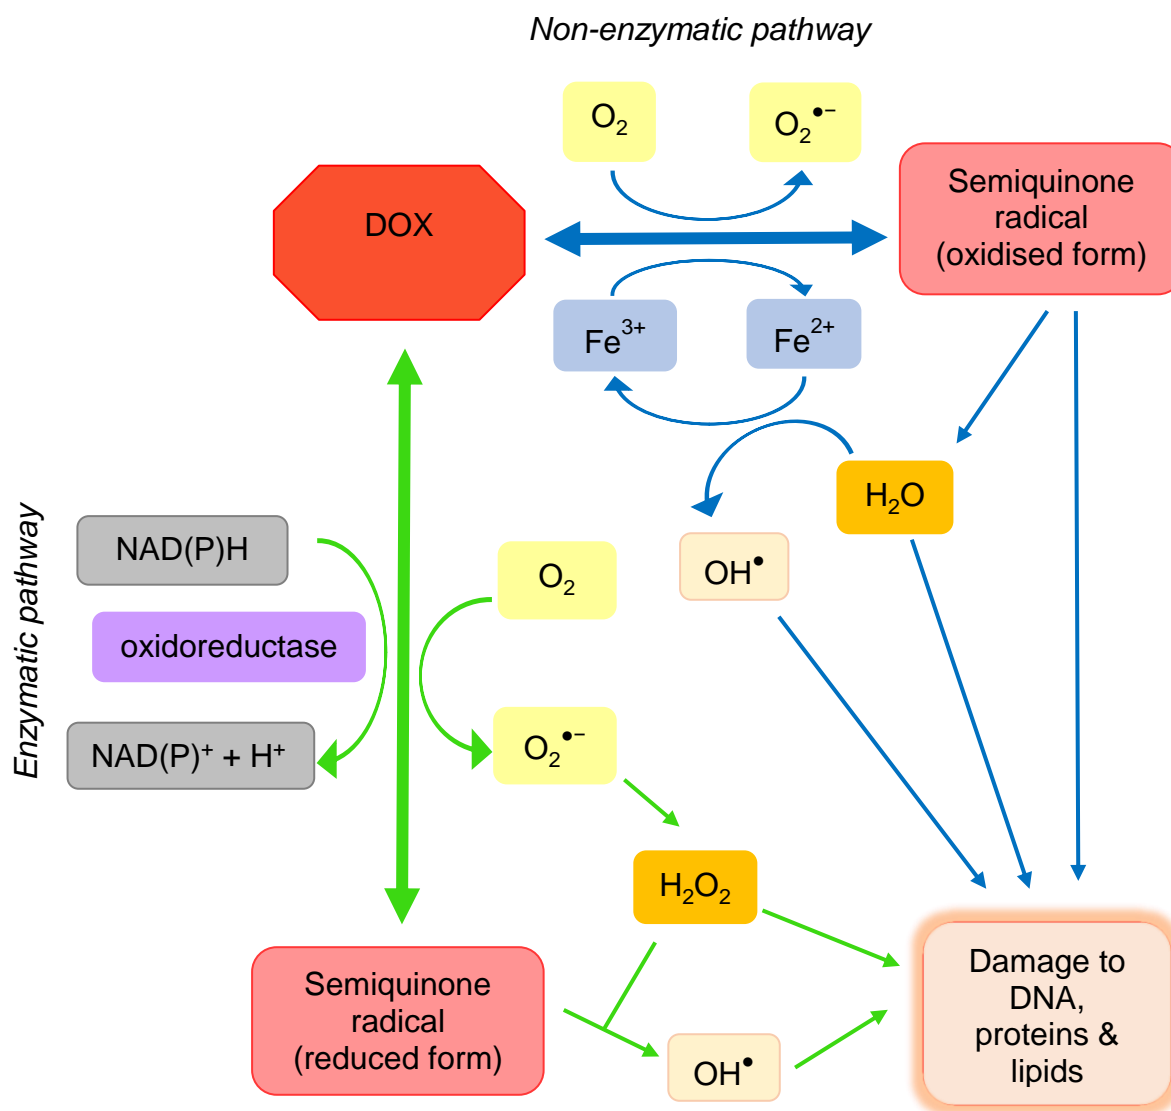 Non-enzymatic pathway
O₂
O₂•−
Semiquinone
radical
(oxidised form)
DOX
Fe³⁺
Fe²⁺
H₂O
OH•
Enzymatic pathway
NAD(P)H
oxidoreductase
NAD(P)⁺ + H⁺
O₂
O₂•−
H₂O₂
Semiquinone
radical
(reduced form)
OH•
Damage to
DNA,
proteins &
lipids